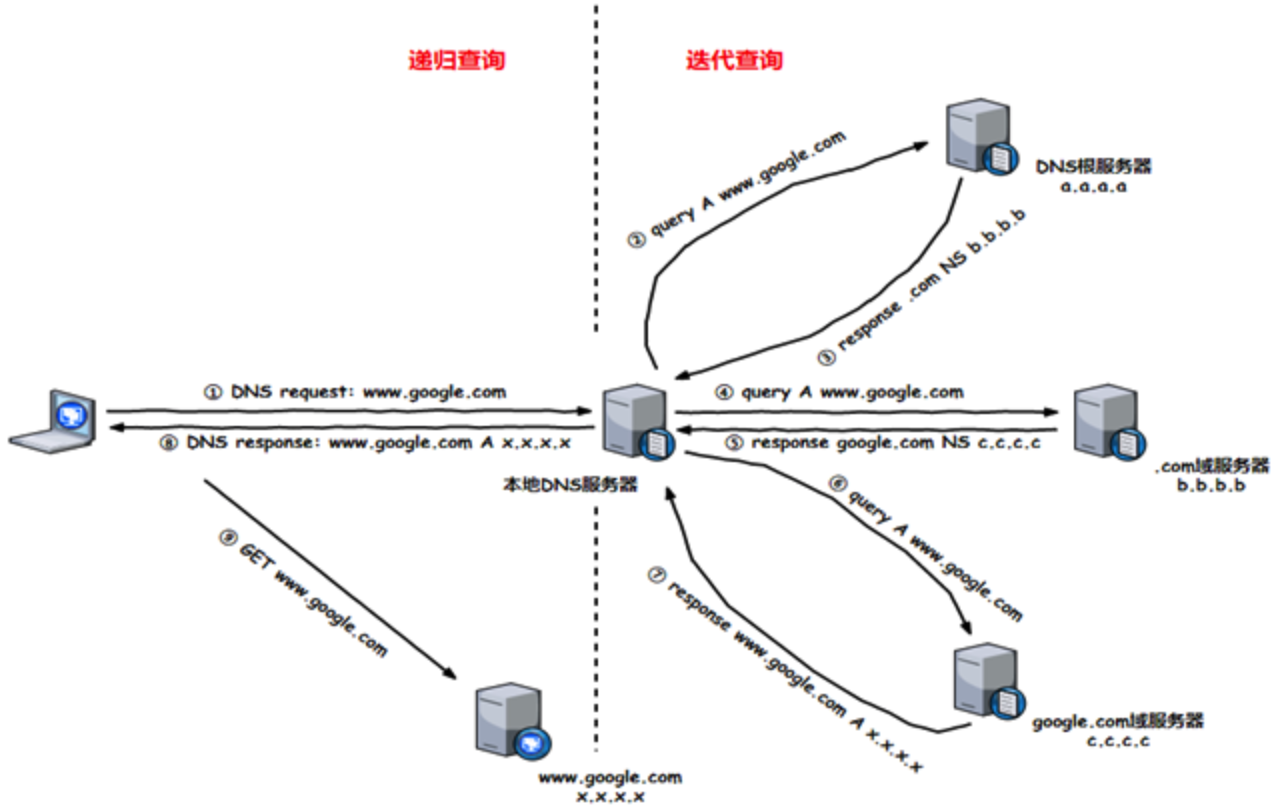 递归查询
迭代查询
DNS根服务器
a.a.a.a
② query A www.google.com
③ response .com NS b.b.b.b
① DNS request: www.google.com
⑧ DNS response: www.google.com A x.x.x.x
本地DNS服务器
④ query A www.google.com
⑤ response google.com NS c.c.c.c
.com域服务器
b.b.b.b
⑥ query A www.google.com
⑦ response www.google.com A x.x.x.x
google.com域服务器
c.c.c.c
⑨ GET www.google.com
www.google.com
x.x.x.x